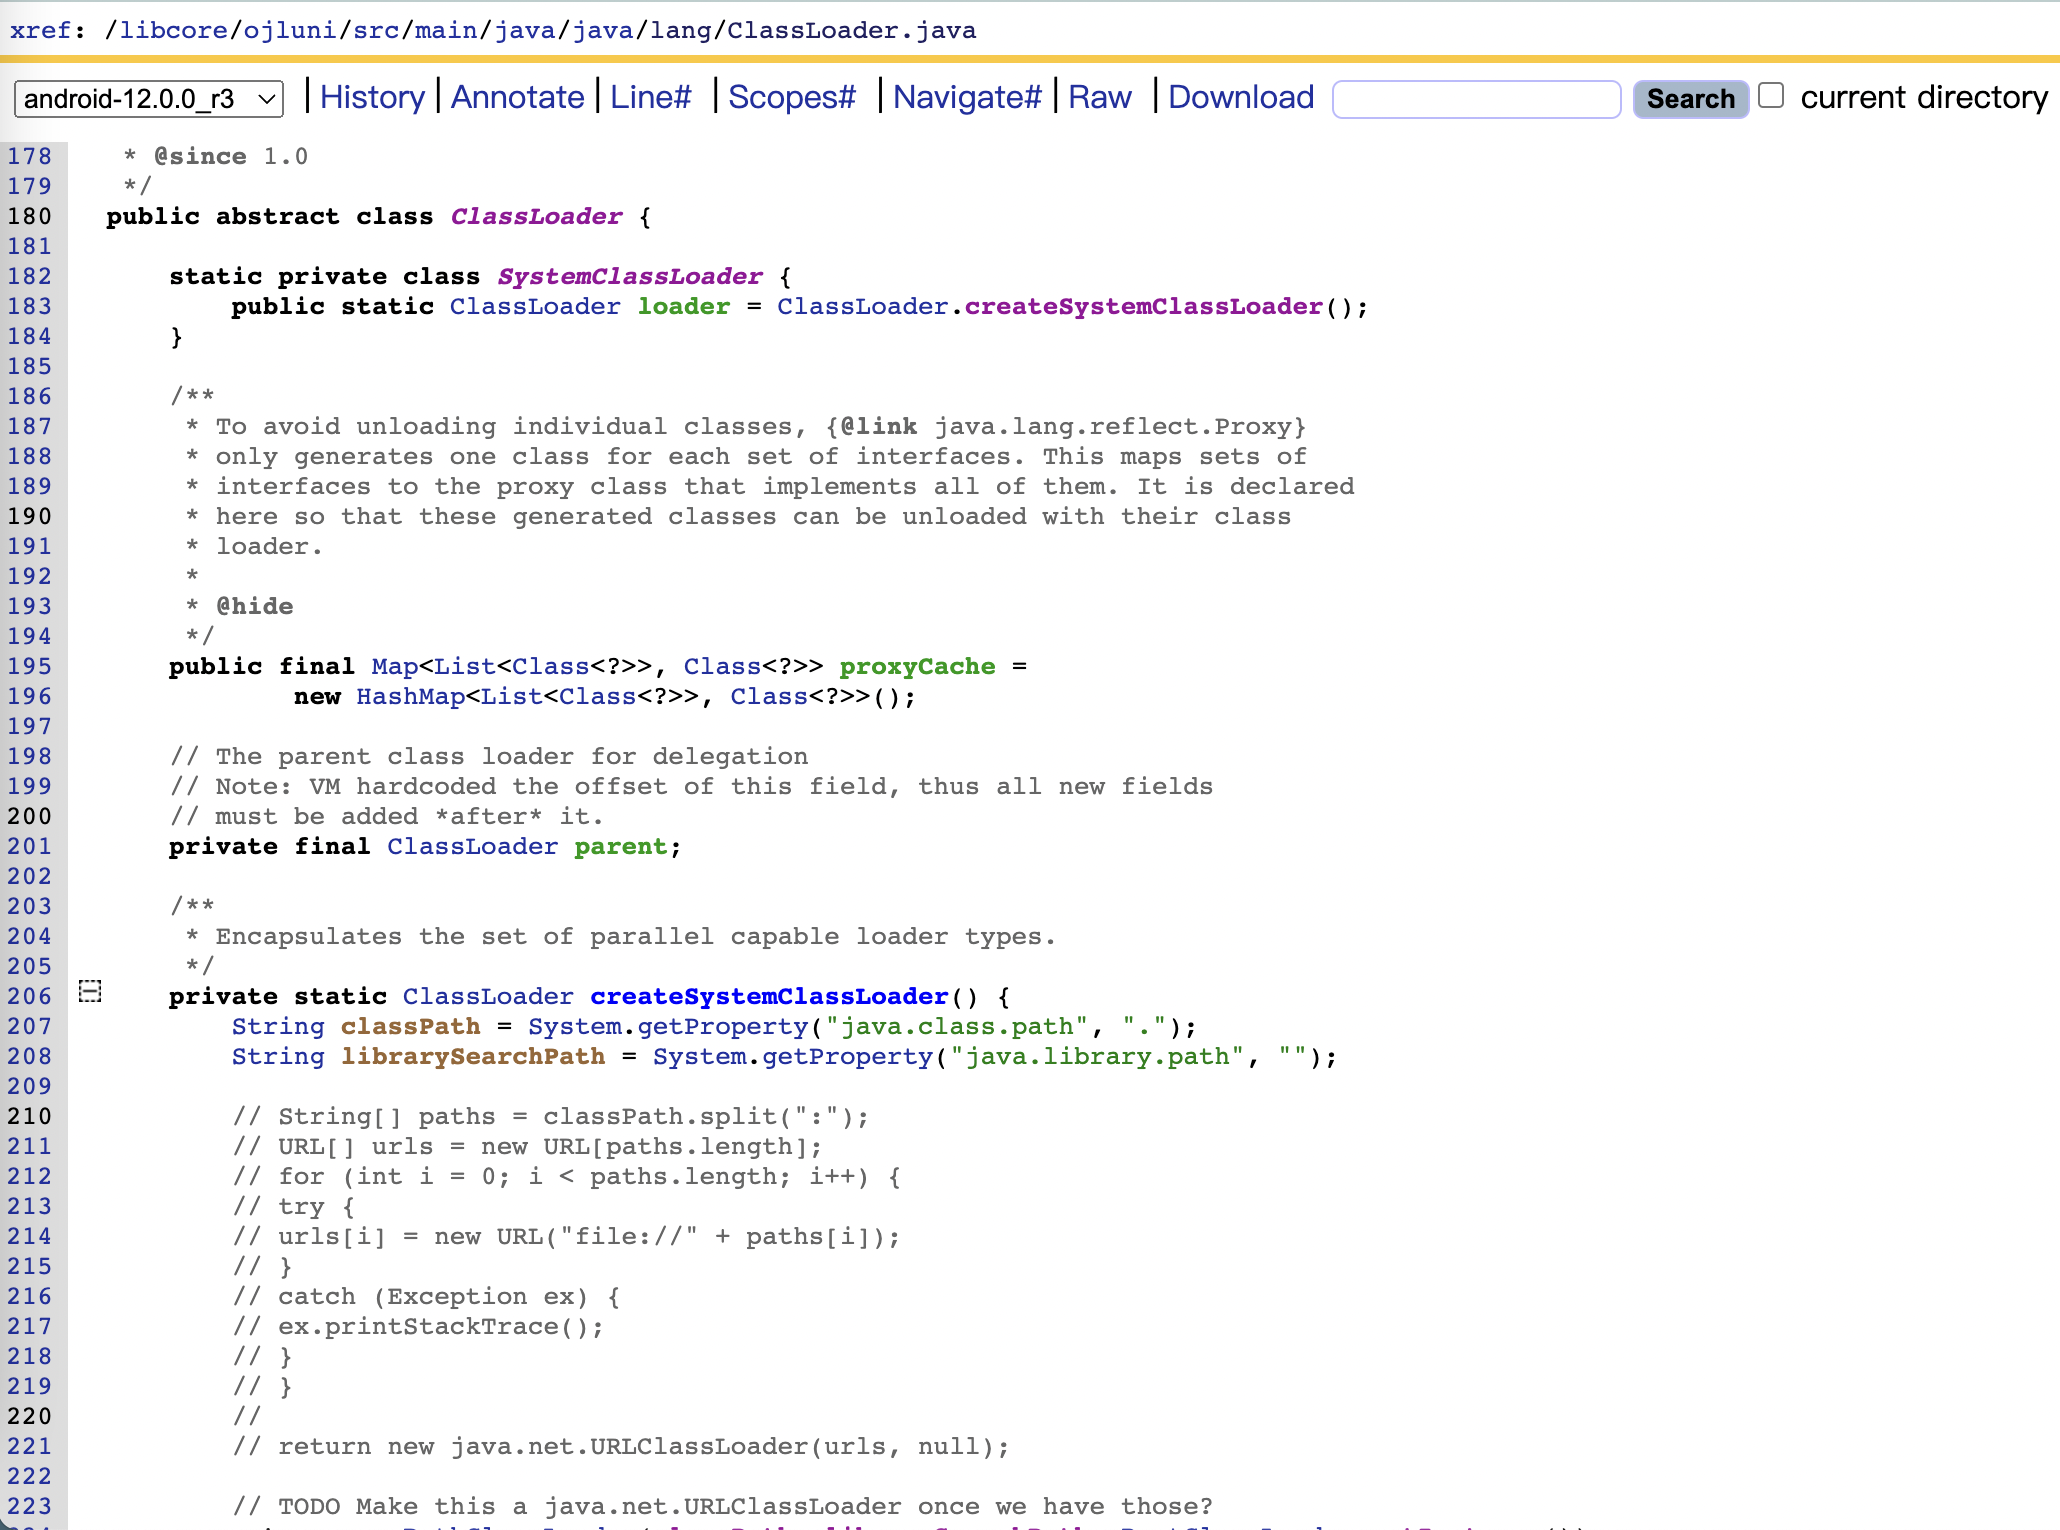 xref: /libcore/ojluni/src/main/java/java/lang/ClassLoader.java
android-12.0.0_r3 | History | Annotate | Line# | Scopes# | Navigate# | Raw | Download Search current directory
178 * @since 1.0
179 */
180 public abstract class ClassLoader {
181
182 static private class SystemClassLoader {
183 public static ClassLoader loader = ClassLoader.createSystemClassLoader();
184 }
185
186 /**
187 * To avoid unloading individual classes, {@link java.lang.reflect.Proxy}
188 * only generates one class for each set of interfaces. This maps sets of
189 * interfaces to the proxy class that implements all of them. It is declared
190 * here so that these generated classes can be unloaded with their class
191 * loader.
192 *
193 * @hide
194 */
195 public final Map<List<Class<?>>, Class<?>> proxyCache =
196 new HashMap<List<Class<?>>, Class<?>>();
197
198 // The parent class loader for delegation
199 // Note: VM hardcoded the offset of this field, thus all new fields
200 // must be added *after* it.
201 private final ClassLoader parent;
202
203 /**
204 * Encapsulates the set of parallel capable loader types.
205 */
206 private static ClassLoader createSystemClassLoader() {
207 String classPath = System.getProperty("java.class.path", ".");
208 String librarySearchPath = System.getProperty("java.library.path", "");
209
210 // String[] paths = classPath.split(":");
211 // URL[] urls = new URL[paths.length];
212 // for (int i = 0; i < paths.length; i++) {
213 // try {
214 // urls[i] = new URL("file://" + paths[i]);
215 // }
216 // catch (Exception ex) {
217 // ex.printStackTrace();
218 // }
219 // }
220 //
221 // return new java.net.URLClassLoader(urls, null);
222
223 // TODO Make this a java.net.URLClassLoader once we have those?